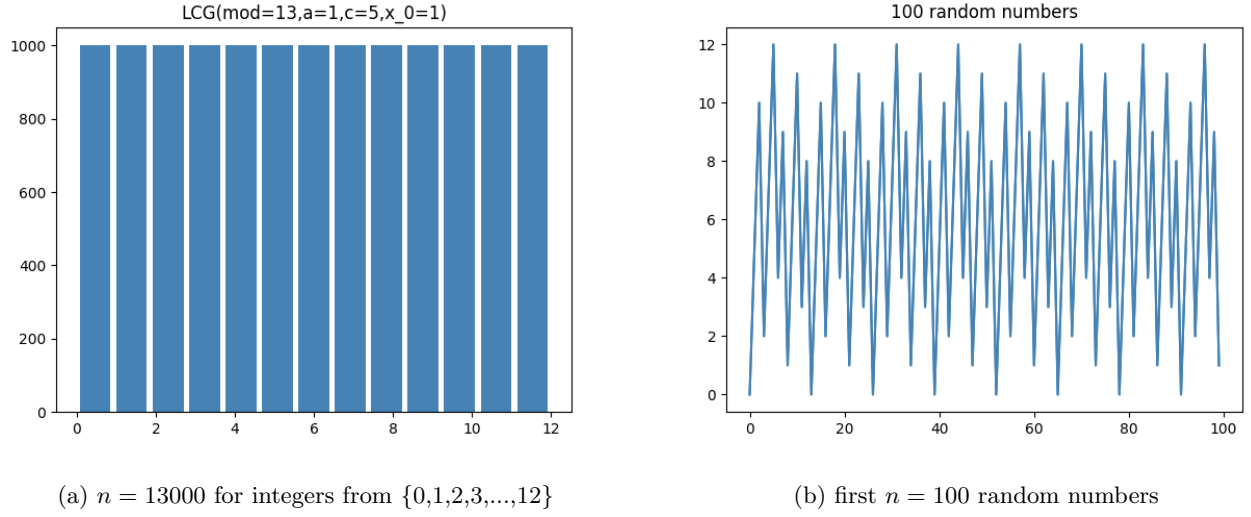 LCG(mod=13,a=1,c=5,x_0=1)
1000
800
600
400
200
0
0 2 4 6 8 10 12
100 random numbers
12
10
8
6
4
2
0
0 20 40 60 80 100
(a) n = 13000 for integers from {0,1,2,3,...,12}
(b) first n = 100 random numbers